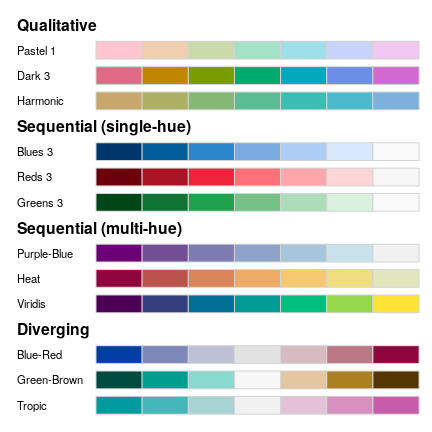 Qualitative
Pastel 1
Dark 3
Harmonic
Sequential (single-hue)
Blues 3
Reds 3
Greens 3
Sequential (multi-hue)
Purple-Blue
Heat
Viridis
Diverging
Blue-Red
Green-Brown
Tropic